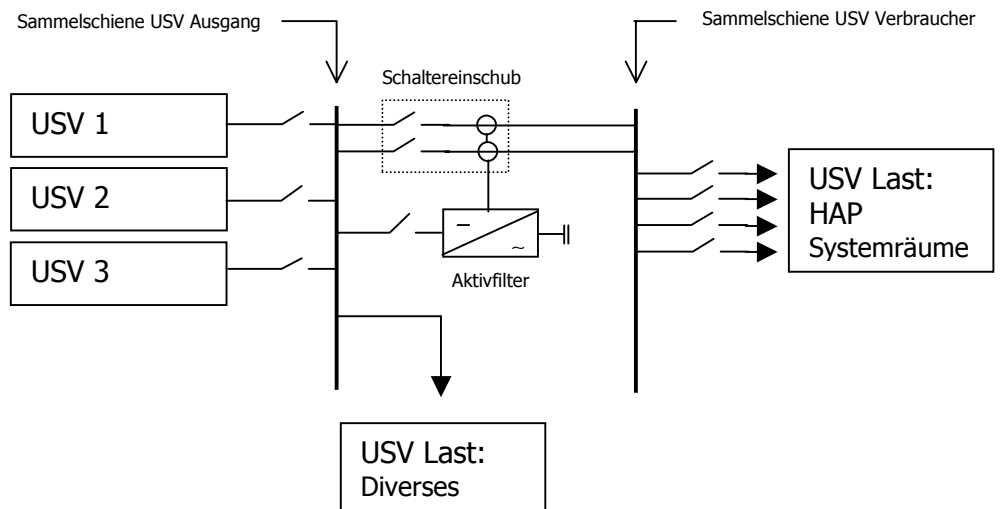 Sammelschiene USV Ausgang
Sammelschiene USV Verbraucher
Schaltereinschub
USV 1
USV 2
USV 3
USV Last:
HAP
Systemräume
–
~
Aktivfilter
USV Last:
Diverses